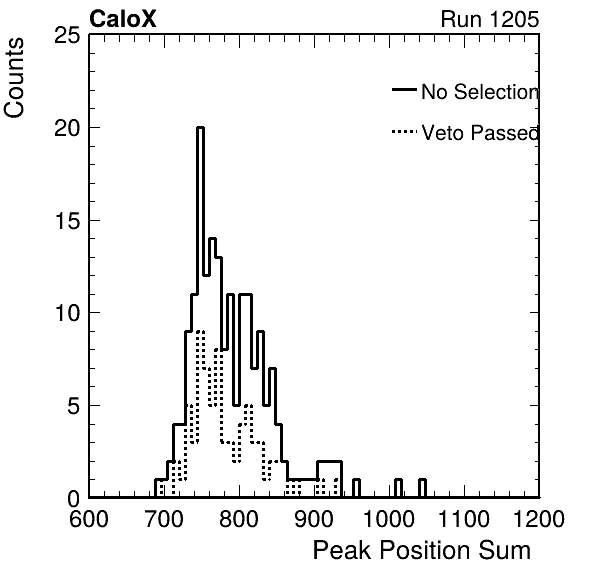 CaloX Run 1205
Counts
25
20
15
10
5
0
No Selection
Veto Passed
600 700 800 900 1000 1100 1200
Peak Position Sum